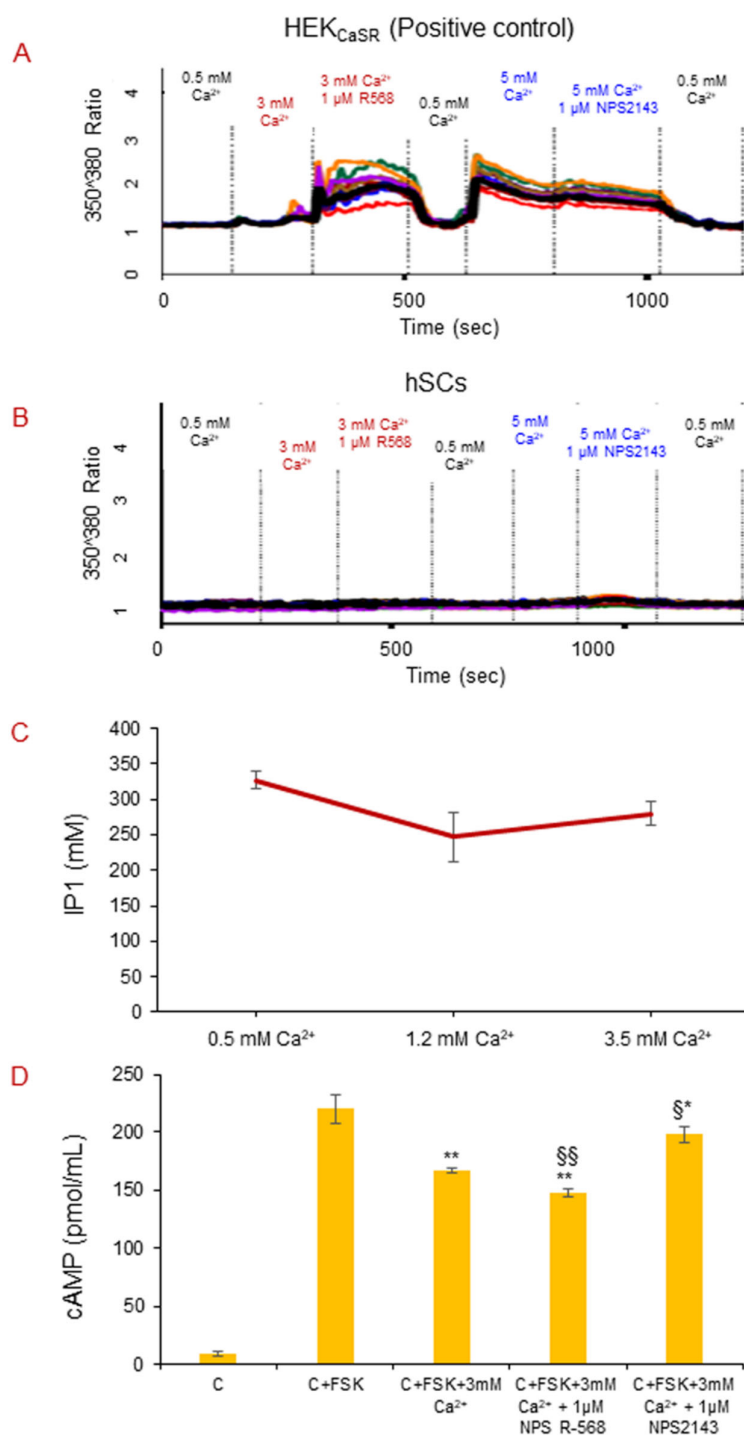 A
HEKCaSR (Positive control)
0.5 mM
Ca²⁺
3 mM
Ca²⁺
3 mM Ca²⁺
1 µM R568
0.5 mM
Ca²⁺
5 mM
Ca²⁺
5 mM Ca²⁺
1 µM NPS2143
0.5 mM
Ca²⁺
350^380 Ratio
4
3
2
1
0
0
500
1000
Time (sec)
B
hSCs
0.5 mM
Ca²⁺
3 mM
Ca²⁺
3 mM Ca²⁺
1 µM R568
0.5 mM
Ca²⁺
5 mM
Ca²⁺
5 mM Ca²⁺
1 µM NPS2143
0.5 mM
Ca²⁺
350^380 Ratio
4
3
2
1
500
1000
Time (sec)
C
IP1 (mM)
400
350
300
250
200
150
100
50
0
0.5 mM Ca²⁺
1.2 mM Ca²⁺
3.5 mM Ca²⁺
D
cAMP (pmol/mL)
250
200
150
100
50
0
**
§§
**
§*
C
C+FSK
C+FSK+3mM
Ca²⁺
C+FSK+3mM
Ca²⁺ + 1µM
NPS R-568
C+FSK+3mM
Ca²⁺ + 1µM
NPS2143